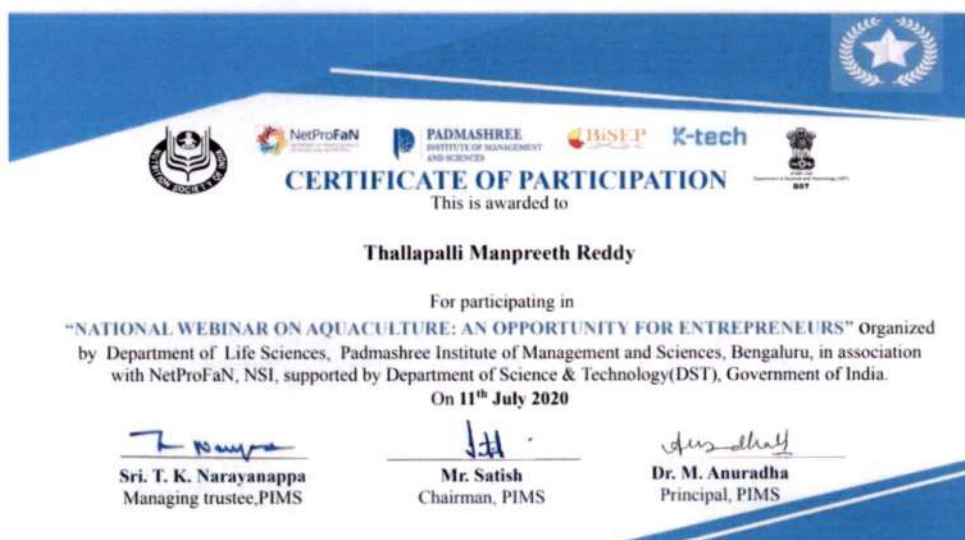 NUTRITION SOCIETY OF INDIA
NetProFaN
PADMASHREE
INSTITUTE OF MANAGEMENT
AND SCIENCES
BiSEP
K-tech
DST
CERTIFICATE OF PARTICIPATION
This is awarded to
Thallapalli Manpreeth Reddy
For participating in
“NATIONAL WEBINAR ON AQUACULTURE: AN OPPORTUNITY FOR ENTREPRENEURS” Organized
by Department of Life Sciences, Padmashree Institute of Management and Sciences, Bengaluru, in association
with NetProFaN, NSI, supported by Department of Science & Technology(DST), Government of India.
On 11th July 2020
Sri. T. K. Narayanappa
Managing trustee,PIMS
Mr. Satish
Chairman, PIMS
Dr. M. Anuradha
Principal, PIMS